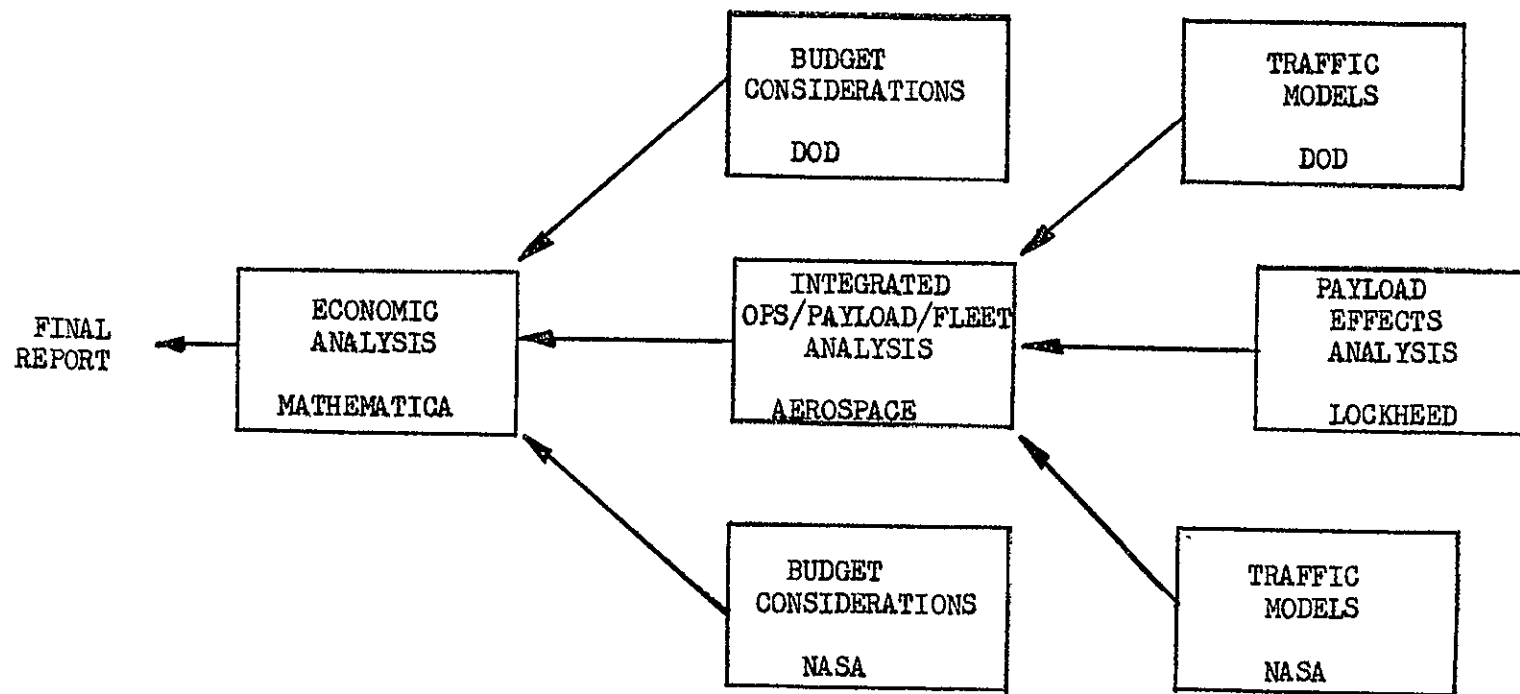 BUDGET
CONSIDERATIONS
DOD
TRAFFIC
MODELS
DOD
FINAL
REPORT
ECONOMIC
ANALYSIS
MATHEMATICA
INTEGRATED
OPS/PAYLOAD/FLEET
ANALYSIS
AEROSPACE
PAYLOAD
EFFECTS
ANALYSIS
LOCKHEED
BUDGET
CONSIDERATIONS
NASA
TRAFFIC
MODELS
NASA